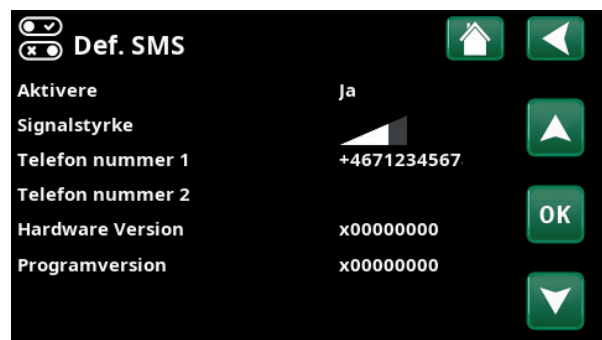 Def. SMS
Aktivere Ja
Signalstyrke
Telefon nummer 1 +4671234567
Telefon nummer 2
OK
Hardware Version x00000000
Programversion x00000000